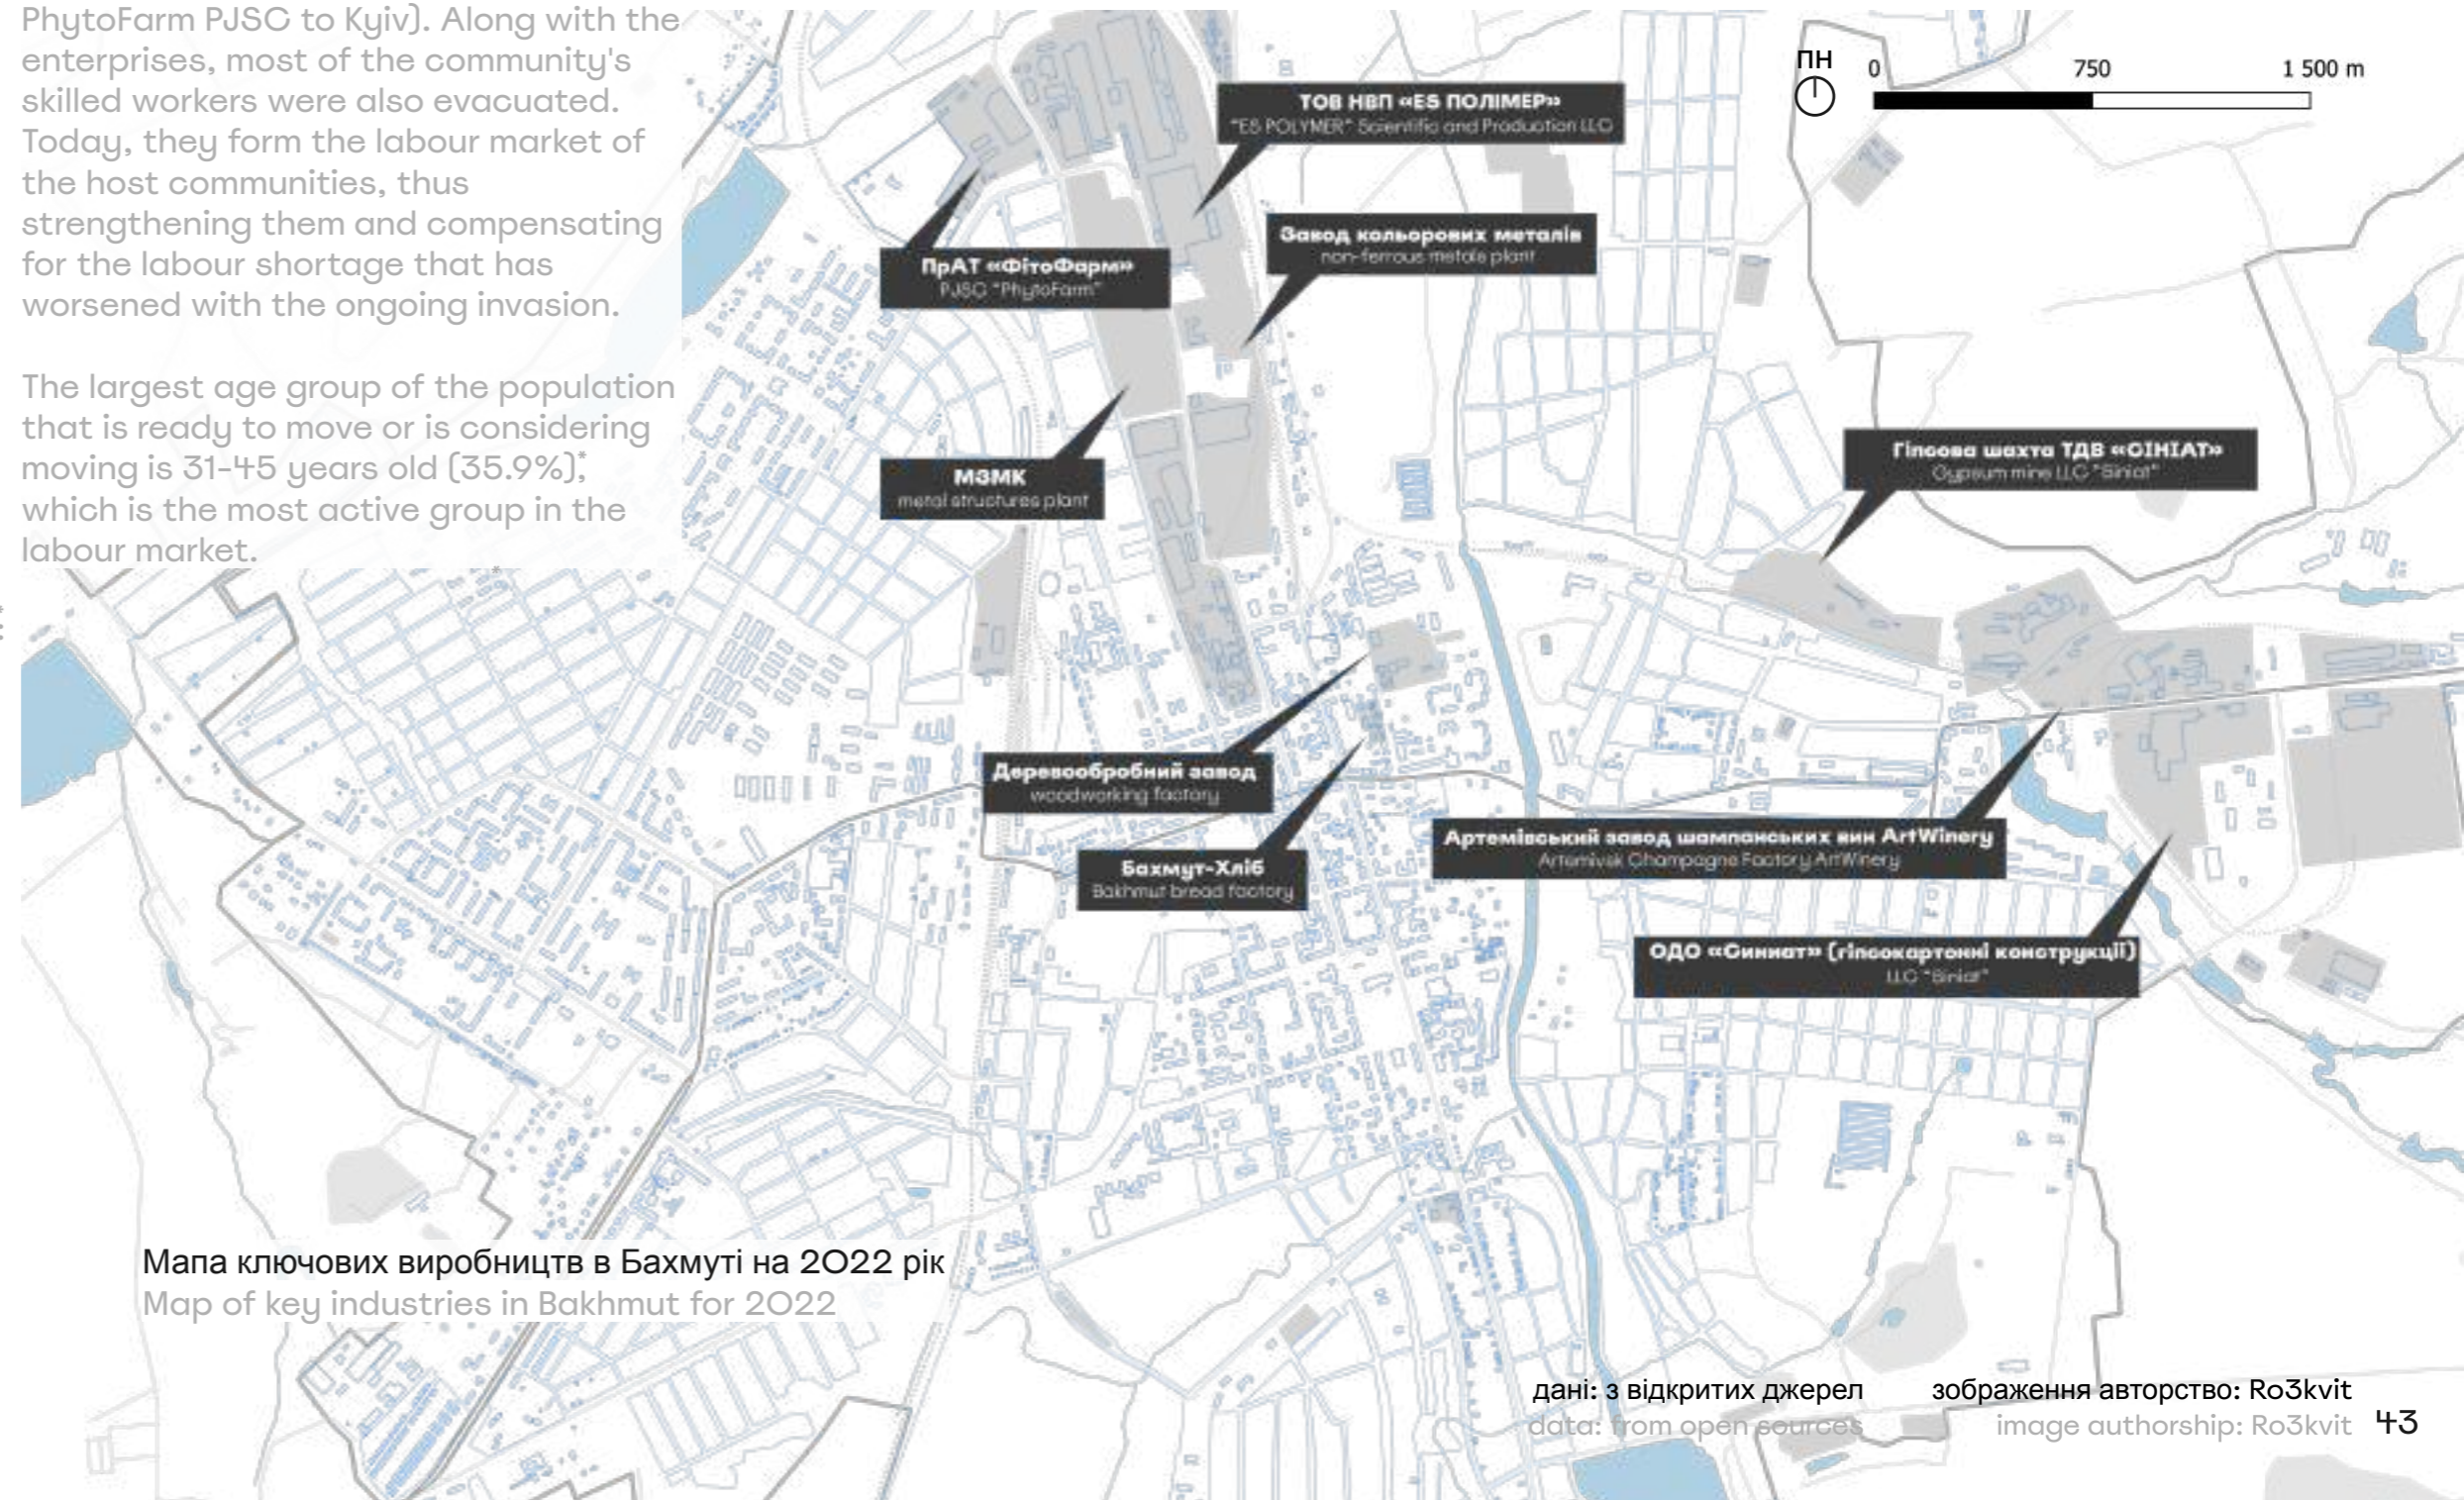 PhytoFarm PJSC to Kyiv). Along with the
enterprises, most of the community's
skilled workers were also evacuated.
Today, they form the labour market of
the host communities, thus
strengthening them and compensating
for the labour shortage that has
worsened with the ongoing invasion.
The largest age group of the population
that is ready to move or is considering
moving is 31-45 years old (35.9%)*,
which is the most active group in the
labour market.
*
ПН
0 750 1 500 m
ТОВ НВП «ES ПОЛІМЕР»
"ES POLYMER" Scientific and Production LLC
Завод кольорових металів
non-ferrous metals plant
ПрАТ «ФітоФарм»
PJSC "PhytoFarm"
МЗМК
metal structures plant
Гіпсова шахта ТДВ «СІНІАТ»
Gypsum mine LLC "Siniat"
Деревообробний завод
woodworking factory
Бахмут-Хліб
Bakhmut bread factory
Артемівський завод шампанських вин ArtWinery
Artemivsk Champagne Factory ArtWinery
ОДО «Синиат» (гіпсокартонні конструкції)
LLC "Siniat"
Мапа ключових виробництв в Бахмуті на 2022 рік
Map of key industries in Bakhmut for 2022
дані: з відкритих джерел
data: from open sources
зображення авторство: Ro3kvit
image authorship: Ro3kvit
43